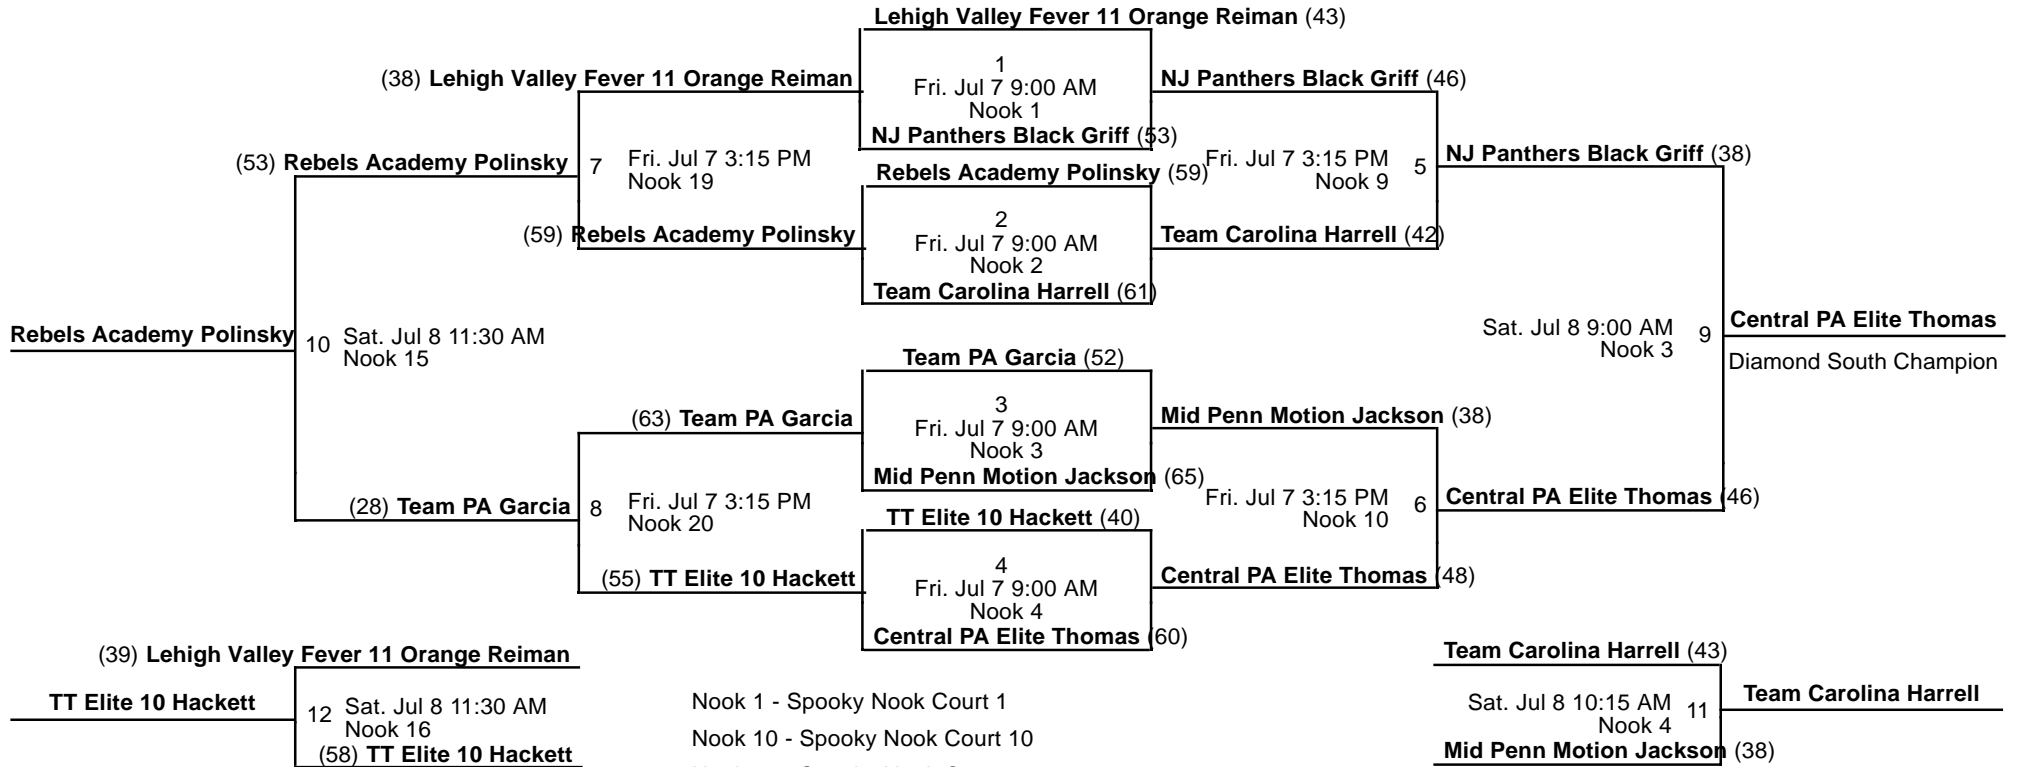 Lehigh Valley Fever 11 Orange Reiman (43)
1
Fri. Jul 7 9:00 AM
Nook 1
NJ Panthers Black Griff (53)
(38) Lehigh Valley Fever 11 Orange Reiman
NJ Panthers Black Griff (46)
(53) Rebels Academy Polinsky
7
Fri. Jul 7 3:15 PM
Nook 19
Rebels Academy Polinsky (59)
Fri. Jul 7 3:15 PM
Nook 9
5
NJ Panthers Black Griff (38)
2
Fri. Jul 7 9:00 AM
Nook 2
Team Carolina Harrell (61)
(59) Rebels Academy Polinsky
Team Carolina Harrell (42)
Rebels Academy Polinsky
10
Sat. Jul 8 11:30 AM
Nook 15
Sat. Jul 8 9:00 AM
Nook 3
9
Central PA Elite Thomas
Diamond South Champion
Team PA Garcia (52)
3
Fri. Jul 7 9:00 AM
Nook 3
Mid Penn Motion Jackson (65)
(63) Team PA Garcia
Mid Penn Motion Jackson (38)
(28) Team PA Garcia
8
Fri. Jul 7 3:15 PM
Nook 20
Fri. Jul 7 3:15 PM
Nook 10
6
Central PA Elite Thomas (46)
TT Elite 10 Hackett (40)
4
Fri. Jul 7 9:00 AM
Nook 4
Central PA Elite Thomas (60)
(55) TT Elite 10 Hackett
Central PA Elite Thomas (48)
(39) Lehigh Valley Fever 11 Orange Reiman
TT Elite 10 Hackett
12
Sat. Jul 8 11:30 AM
Nook 16
(58) TT Elite 10 Hackett
Nook 1 - Spooky Nook Court 1
Nook 10 - Spooky Nook Court 10
Team Carolina Harrell (43)
Sat. Jul 8 10:15 AM
Nook 4
11
Team Carolina Harrell
Mid Penn Motion Jackson (38)